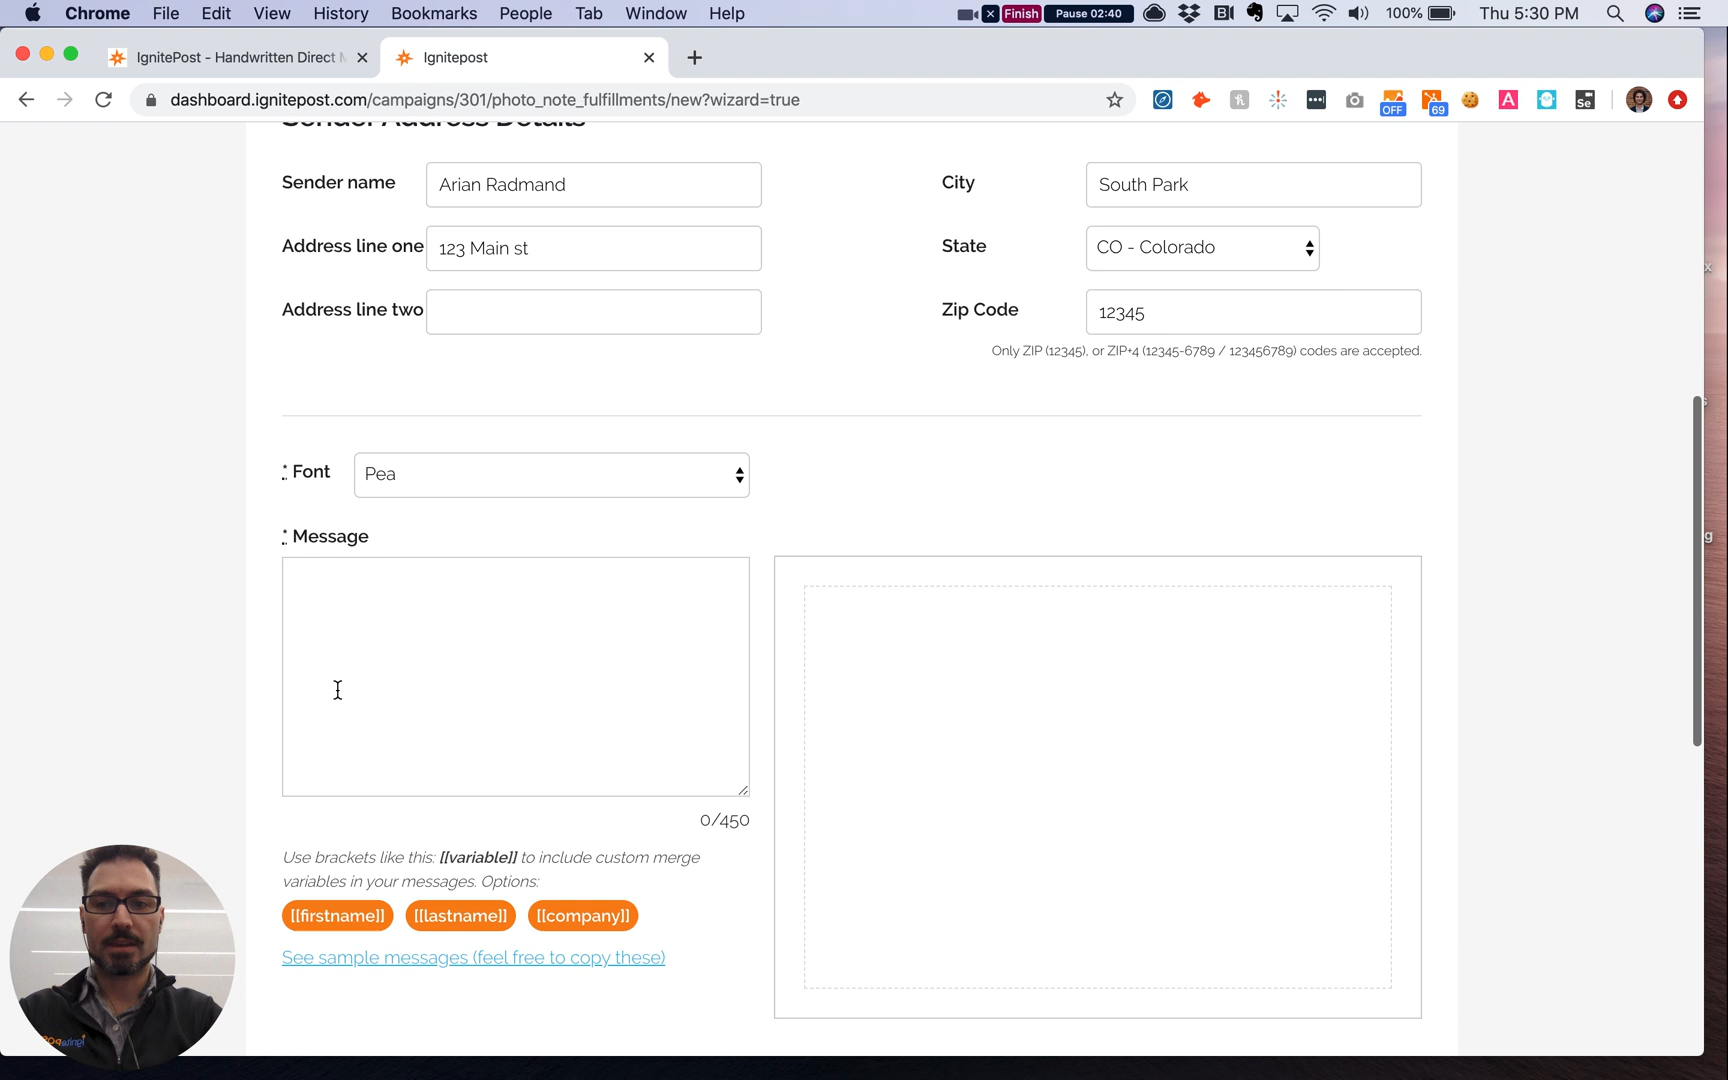 Chrome File Edit View History Bookmarks People Tab Window Help
Finish Pause 02:40 100% Thu 5:30 PM
IgnitePost - Handwritten Direct
Ignitepost
dashboard.ignitepost.com/campaigns/301/photo_note_fulfillments/new?wizard=true
OFF 69 A Se
Sender Address Details
Sender name Arian Radmand City South Park
Address line one 123 Main st State CO - Colorado
Address line two Zip Code 12345
Only ZIP (12345), or ZIP+4 (12345-6789 / 123456789) codes are accepted.
* Font Pea
* Message
0/450
Use brackets like this: [[variable]] to include custom merge
variables in your messages. Options:
[[firstname]] [[lastname]] [[company]]
See sample messages (feel free to copy these)